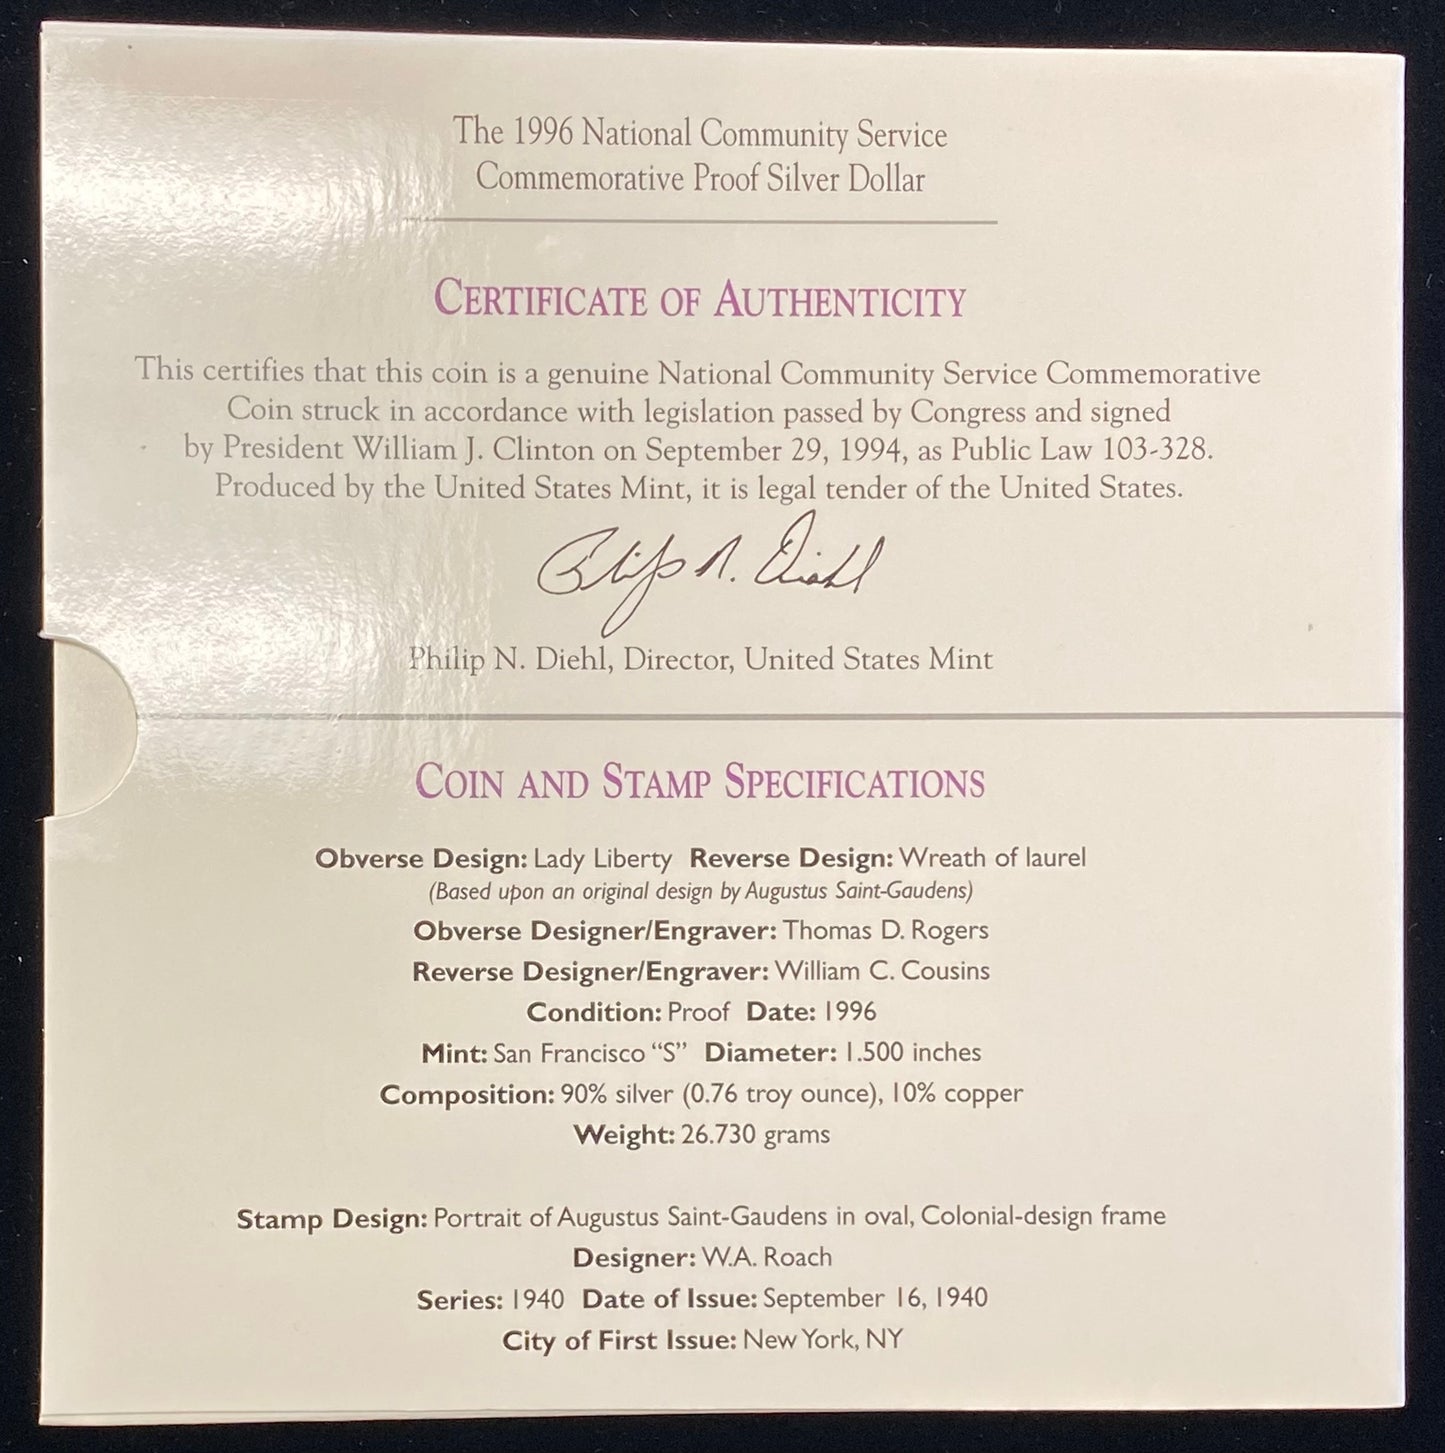 The 1996 National Community Service
Commemorative Proof Silver Dollar
CERTIFICATE OF AUTHENTICITY
This certifies that this coin is a genuine National Community Service Commemorative
Coin struck in accordance with legislation passed by Congress and signed
by President William J. Clinton on September 29, 1994, as Public Law 103-328.
Produced by the United States Mint, it is legal tender of the United States.
Philip N. Diehl
Philip N. Diehl, Director, United States Mint
COIN AND STAMP SPECIFICATIONS
Obverse Design: Lady Liberty Reverse Design: Wreath of laurel
(Based upon an original design by Augustus Saint-Gaudens)
Obverse Designer/Engraver: Thomas D. Rogers
Reverse Designer/Engraver: William C. Cousins
Condition: Proof Date: 1996
Mint: San Francisco “S” Diameter: 1.500 inches
Composition: 90% silver (0.76 troy ounce), 10% copper
Weight: 26.730 grams
Stamp Design: Portrait of Augustus Saint-Gaudens in oval, Colonial-design frame
Designer: W.A. Roach
Series: 1940 Date of Issue: September 16, 1940
City of First Issue: New York, NY